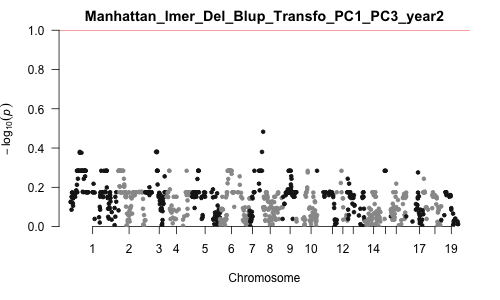 Manhattan_lmer_Del_Blup_Transfo_PC1_PC3_year2
1.0
0.8
0.6
0.4
0.2
0.0
− log₁₀(p)
1 2 3 4 5 6 7 8 9 10 12 14 17 19
Chromosome